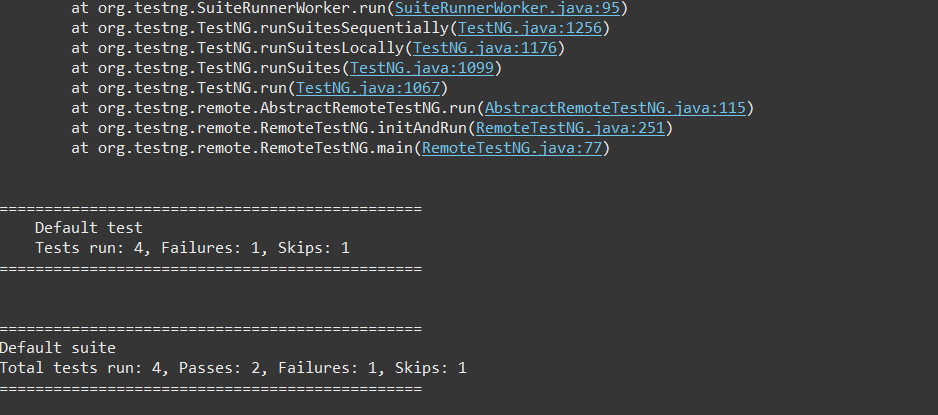 at org.testng.SuiteRunnerWorker.run(SuiteRunnerWorker.java:95)
at org.testng.TestNG.runSuitesSequentially(TestNG.java:1256)
at org.testng.TestNG.runSuitesLocally(TestNG.java:1176)
at org.testng.TestNG.runSuites(TestNG.java:1099)
at org.testng.TestNG.run(TestNG.java:1067)
at org.testng.remote.AbstractRemoteTestNG.run(AbstractRemoteTestNG.java:115)
at org.testng.remote.RemoteTestNG.initAndRun(RemoteTestNG.java:251)
at org.testng.remote.RemoteTestNG.main(RemoteTestNG.java:77)
===============================================
Default test
Tests run: 4, Failures: 1, Skips: 1
===============================================
===============================================
Default suite
Total tests run: 4, Passes: 2, Failures: 1, Skips: 1
===============================================